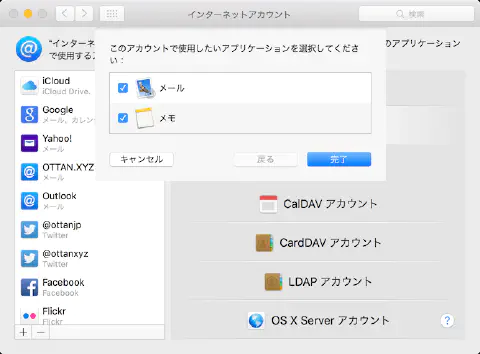 インターネットアカウント
検索
"インターネ
のアプリケーション
で使用するア
このアカウントで使用したいアプリケーションを選択してくださ
い：
メール
メモ
キャンセル
戻る
完了
iCloud
iCloud Drive、
Google
メール、カレン
Yahoo!
メール
OTTAN.XYZ
メール
Outlook
メール
@ottanjp
Twitter
@ottanxyz
Twitter
Facebook
Facebook
Flickr
Flickr
CalDAV アカウント
CardDAV アカウント
LDAP アカウント
OS X Server アカウント
?